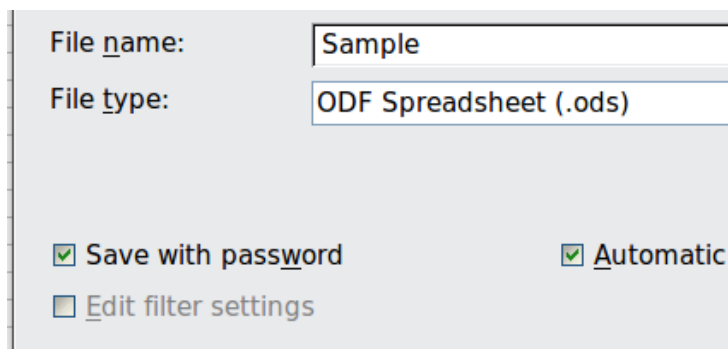 File name: Sample
File type: ODF Spreadsheet (.ods)
Save with password Automatic
Edit filter settings